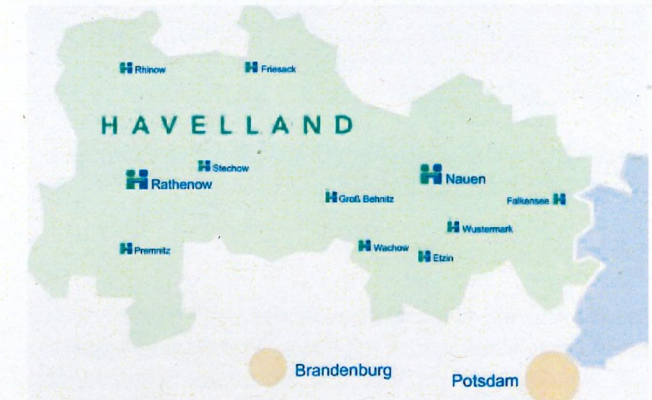 Rhinow
Friesack
HAVELLAND
Stechow
Rathenow
Nauen
Groß Behnitz
Falkensee
Wustermark
Premnitz
Wachow
Etzin
Brandenburg
Potsdam